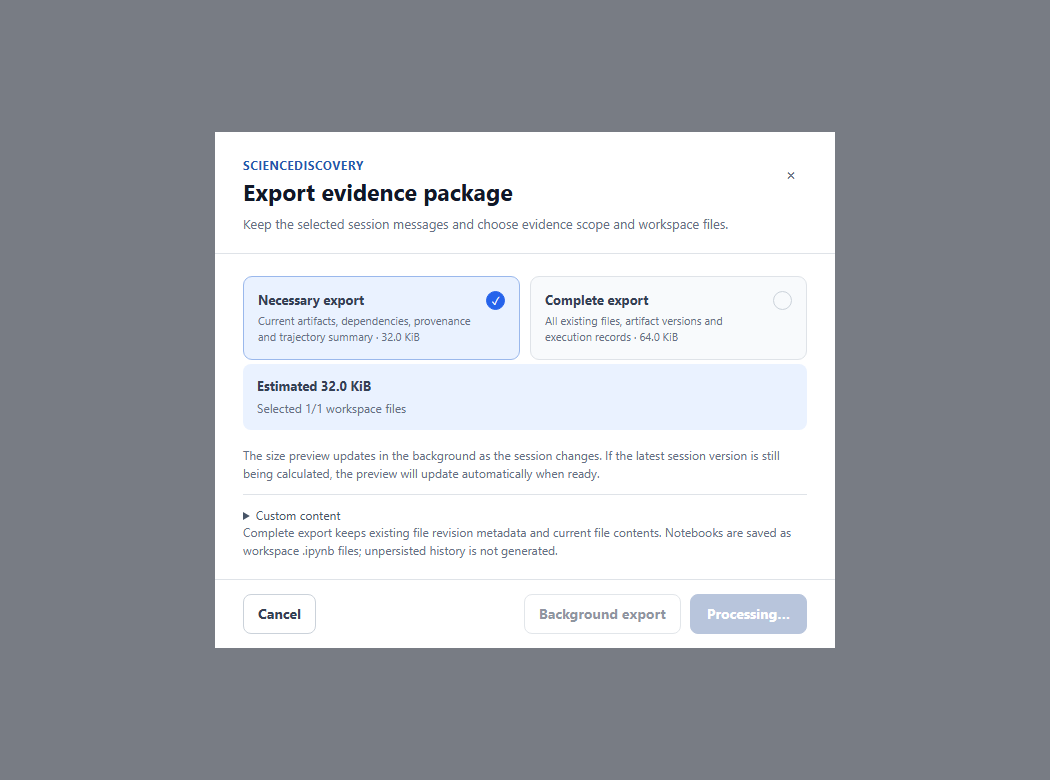 SCIENCEDISCOVERY
Export evidence package
×
Keep the selected session messages and choose evidence scope and workspace files.
Necessary export
Current artifacts, dependencies, provenance
and trajectory summary · 32.0 KiB
Complete export
All existing files, artifact versions and
execution records · 64.0 KiB
Estimated 32.0 KiB
Selected 1/1 workspace files
The size preview updates in the background as the session changes. If the latest session version is still
being calculated, the preview will update automatically when ready.
Custom content
Complete export keeps existing file revision metadata and current file contents. Notebooks are saved as
workspace .ipynb files; unpersisted history is not generated.
Cancel
Background export
Processing...